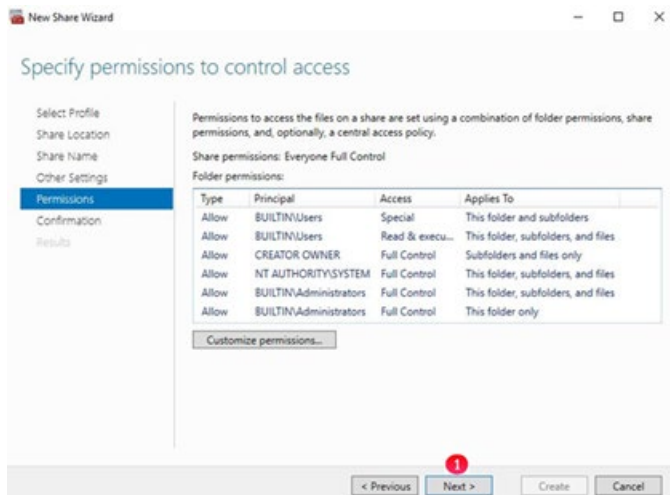 New Share Wizard
Specify permissions to control access
Select Profile
Share Location
Share Name
Other Settings
Permissions
Confirmation
Results
Permissions to access the files on a share are set using a combination of folder permissions, share
permissions, and, optionally, a central access policy.
Share permissions: Everyone Full Control
Folder permissions:
Type Principal Access Applies To
Allow BUILTIN\Users Special This folder and subfolders
Allow BUILTIN\Users Read & execu... This folder, subfolders, and files
Allow CREATOR OWNER Full Control Subfolders and files only
Allow NT AUTHORITY\SYSTEM Full Control This folder, subfolders, and files
Allow BUILTIN\Administrators Full Control This folder, subfolders, and files
Allow BUILTIN\Administrators Full Control This folder only
Customize permissions...
1
< Previous Next > Create Cancel